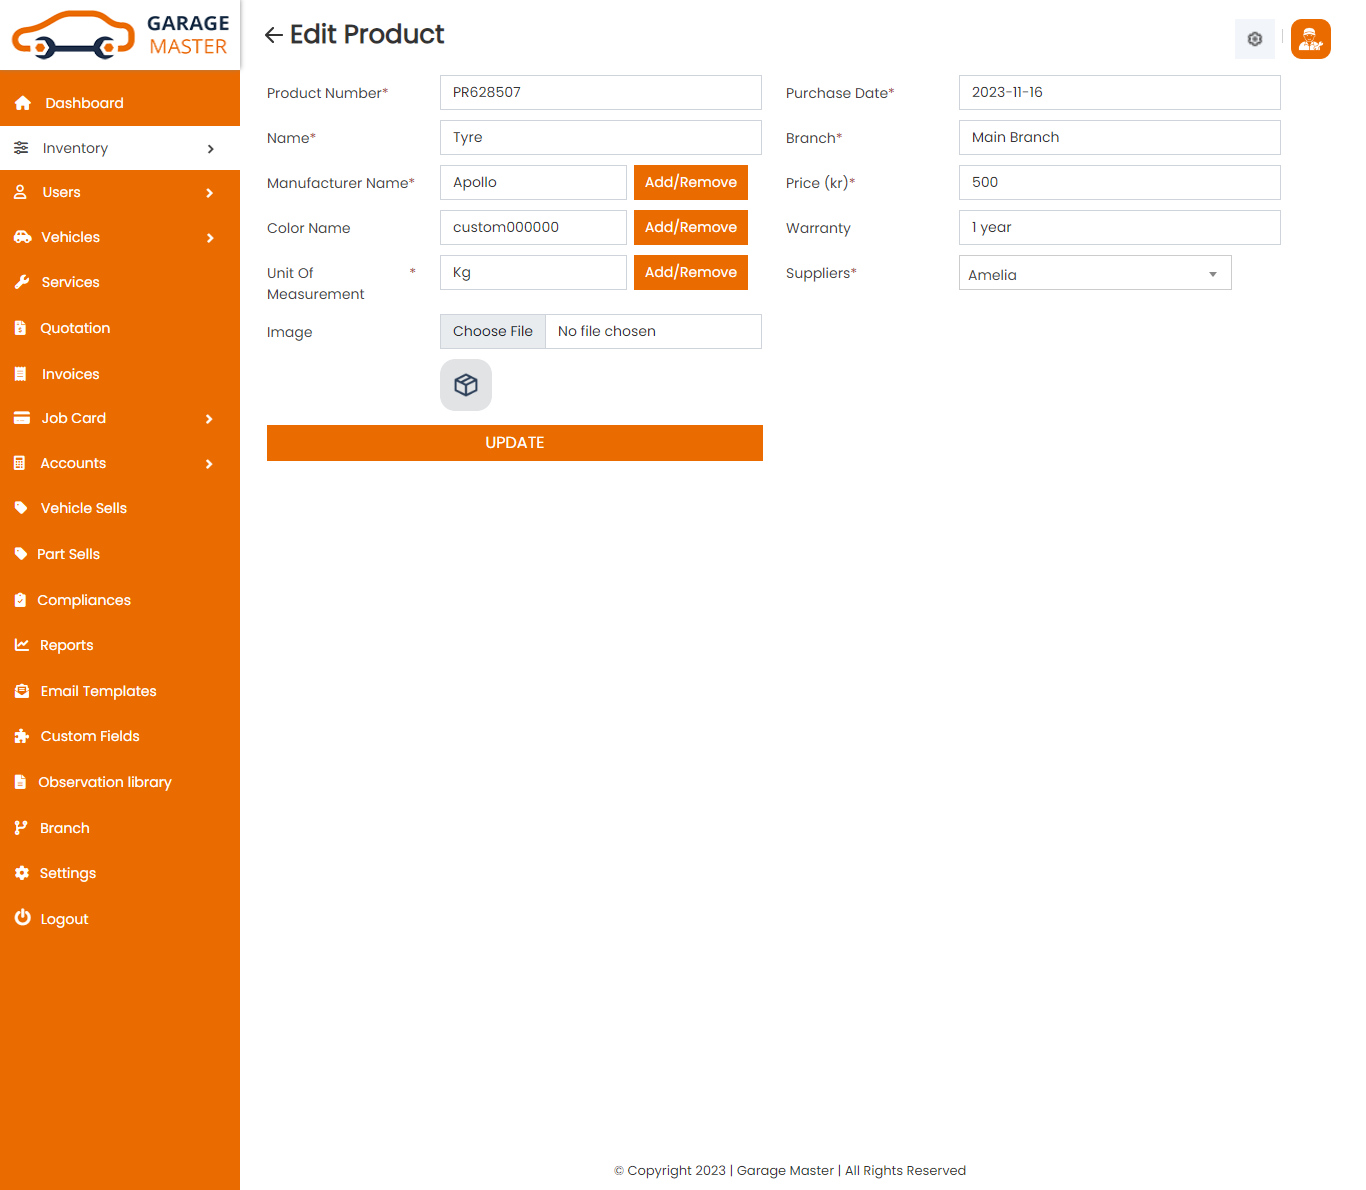 GARAGE
MASTER
Dashboard
Inventory
Users
Vehicles
Services
Quotation
Invoices
Job Card
Accounts
Vehicle Sells
Part Sells
Compliances
Reports
Email Templates
Custom Fields
Observation library
Branch
Settings
Logout
Edit Product
Product Number* PR628507 Purchase Date* 2023-11-16
Name* Tyre Branch* Main Branch
Manufacturer Name* Apollo Add/Remove Price (kr)* 500
Color Name custom000000 Add/Remove Warranty 1 year
Unit Of * Kg Add/Remove Suppliers* Amelia
Measurement
Image Choose File No file chosen
UPDATE
© Copyright 2023 | Garage Master | All Rights Reserved